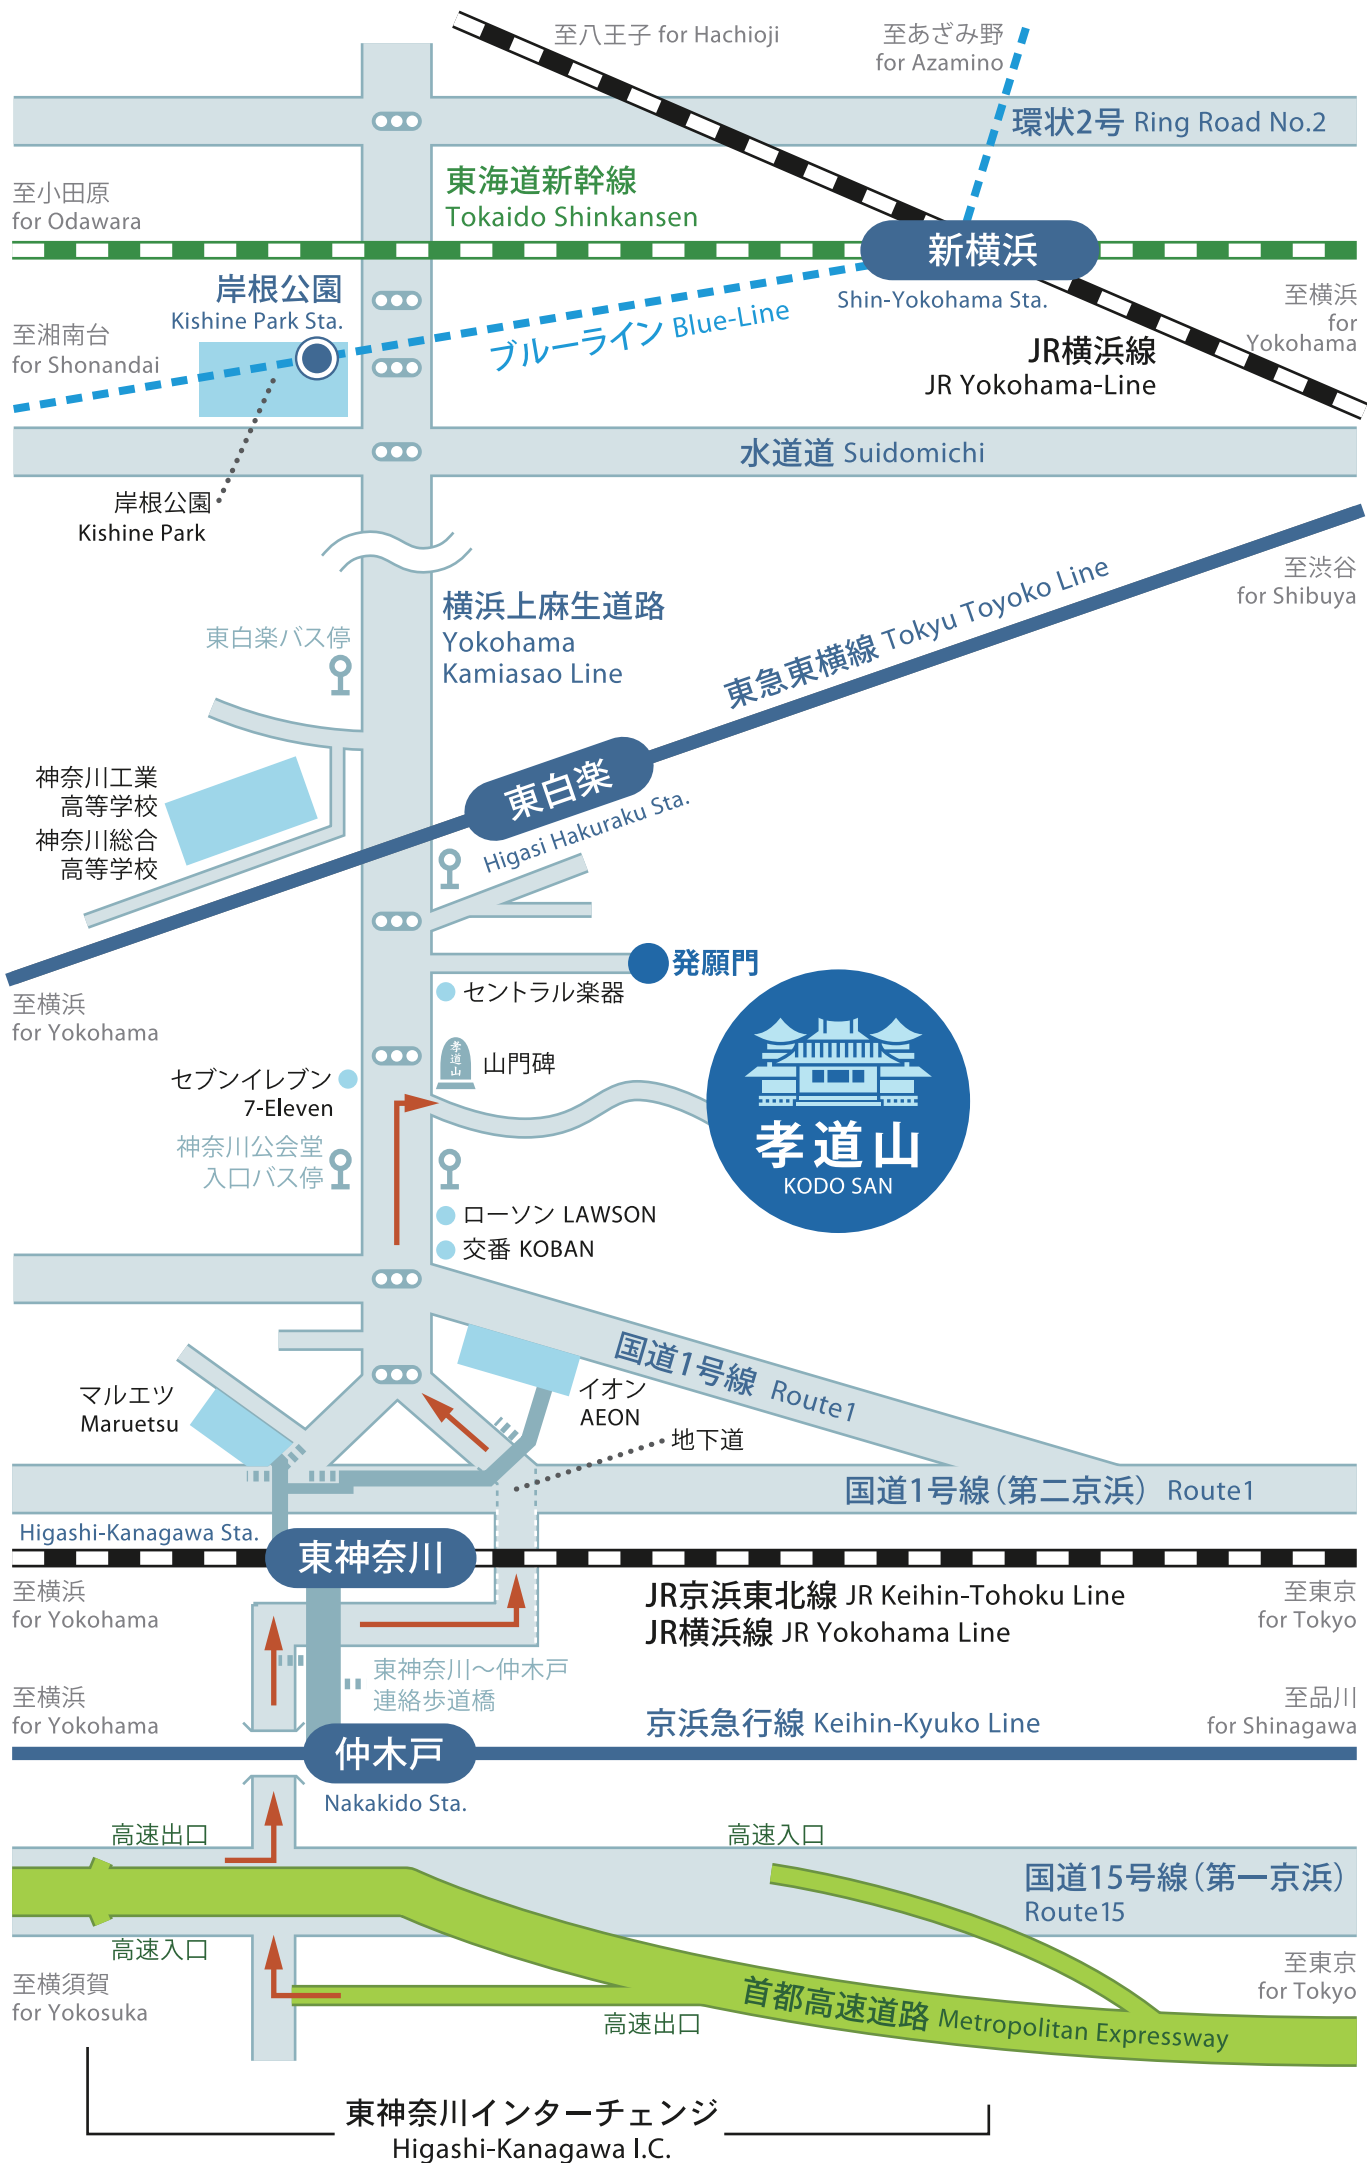 至八王子 for Hachioji
至あざみ野
for Azamino
環状2号 Ring Road No.2
至小田原
for Odawara
東海道新幹線
Tokaido Shinkansen
新横浜
Shin-Yokohama Sta.
岸根公園
Kishine Park Sta.
至横浜
for
Yokohama
至湘南台
for Shonandai
ブルーライン Blue-Line
JR横浜線
JR Yokohama-Line
水道道 Suidomichi
岸根公園
Kishine Park
至渋谷
for Shibuya
横浜上麻生道路
Yokohama
Kamiasao Line
東急東横線 Tokyu Toyoko Line
東白楽バス停
神奈川工業
高等学校
神奈川総合
高等学校
東白楽
Higasi Hakuraku Sta.
発願門
至横浜
for Yokohama
セントラル楽器
孝道山
山門碑
セブンイレブン
7-Eleven
孝道山
KODO SAN
神奈川公会堂
入口バス停
ローソン LAWSON
交番 KOBAN
国道1号線 Route1
マルエツ
Maruetsu
イオン
AEON
地下道
国道1号線（第二京浜） Route1
Higashi-Kanagawa Sta.
東神奈川
至横浜
for Yokohama
JR京浜東北線 JR Keihin-Tohoku Line
JR横浜線 JR Yokohama Line
至東京
for Tokyo
東神奈川～仲木戸
連絡歩道橋
至横浜
for Yokohama
京浜急行線 Keihin-Kyuko Line
至品川
for Shinagawa
仲木戸
Nakakido Sta.
高速出口
高速入口
国道15号線（第一京浜）
Route15
高速入口
至横須賀
for Yokosuka
至東京
for Tokyo
首都高速道路 Metropolitan Expressway
高速出口
東神奈川インターチェンジ
Higashi-Kanagawa I.C.